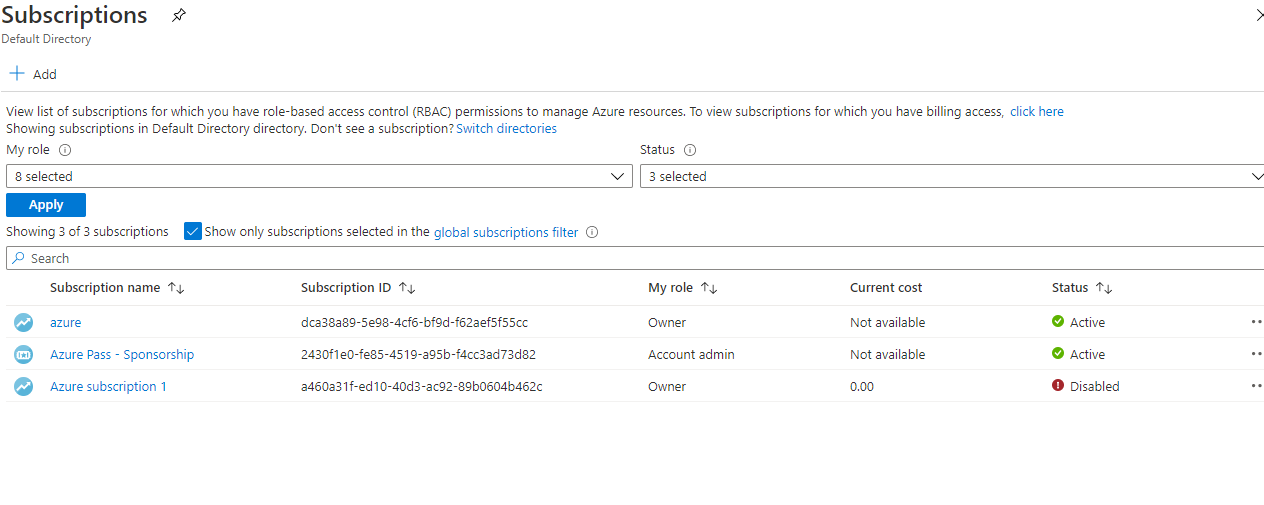 Subscriptions
Default Directory
Add
View list of subscriptions for which you have role-based access control (RBAC) permissions to manage Azure resources. To view subscriptions for which you have billing access, click here
Showing subscriptions in Default Directory directory. Don't see a subscription? Switch directories
My role Status
8 selected 3 selected
Apply
Showing 3 of 3 subscriptions Show only subscriptions selected in the global subscriptions filter
Search
Subscription name Subscription ID My role Current cost Status
azure dca38a89-5e98-4cf6-bf9d-f62aef5f55cc Owner Not available Active
Azure Pass - Sponsorship 2430f1e0-fe85-4519-a95b-f4cc3ad73d82 Account admin Not available Active
Azure subscription 1 a460a31f-ed10-40d3-ac92-89b0604b462c Owner 0.00 Disabled